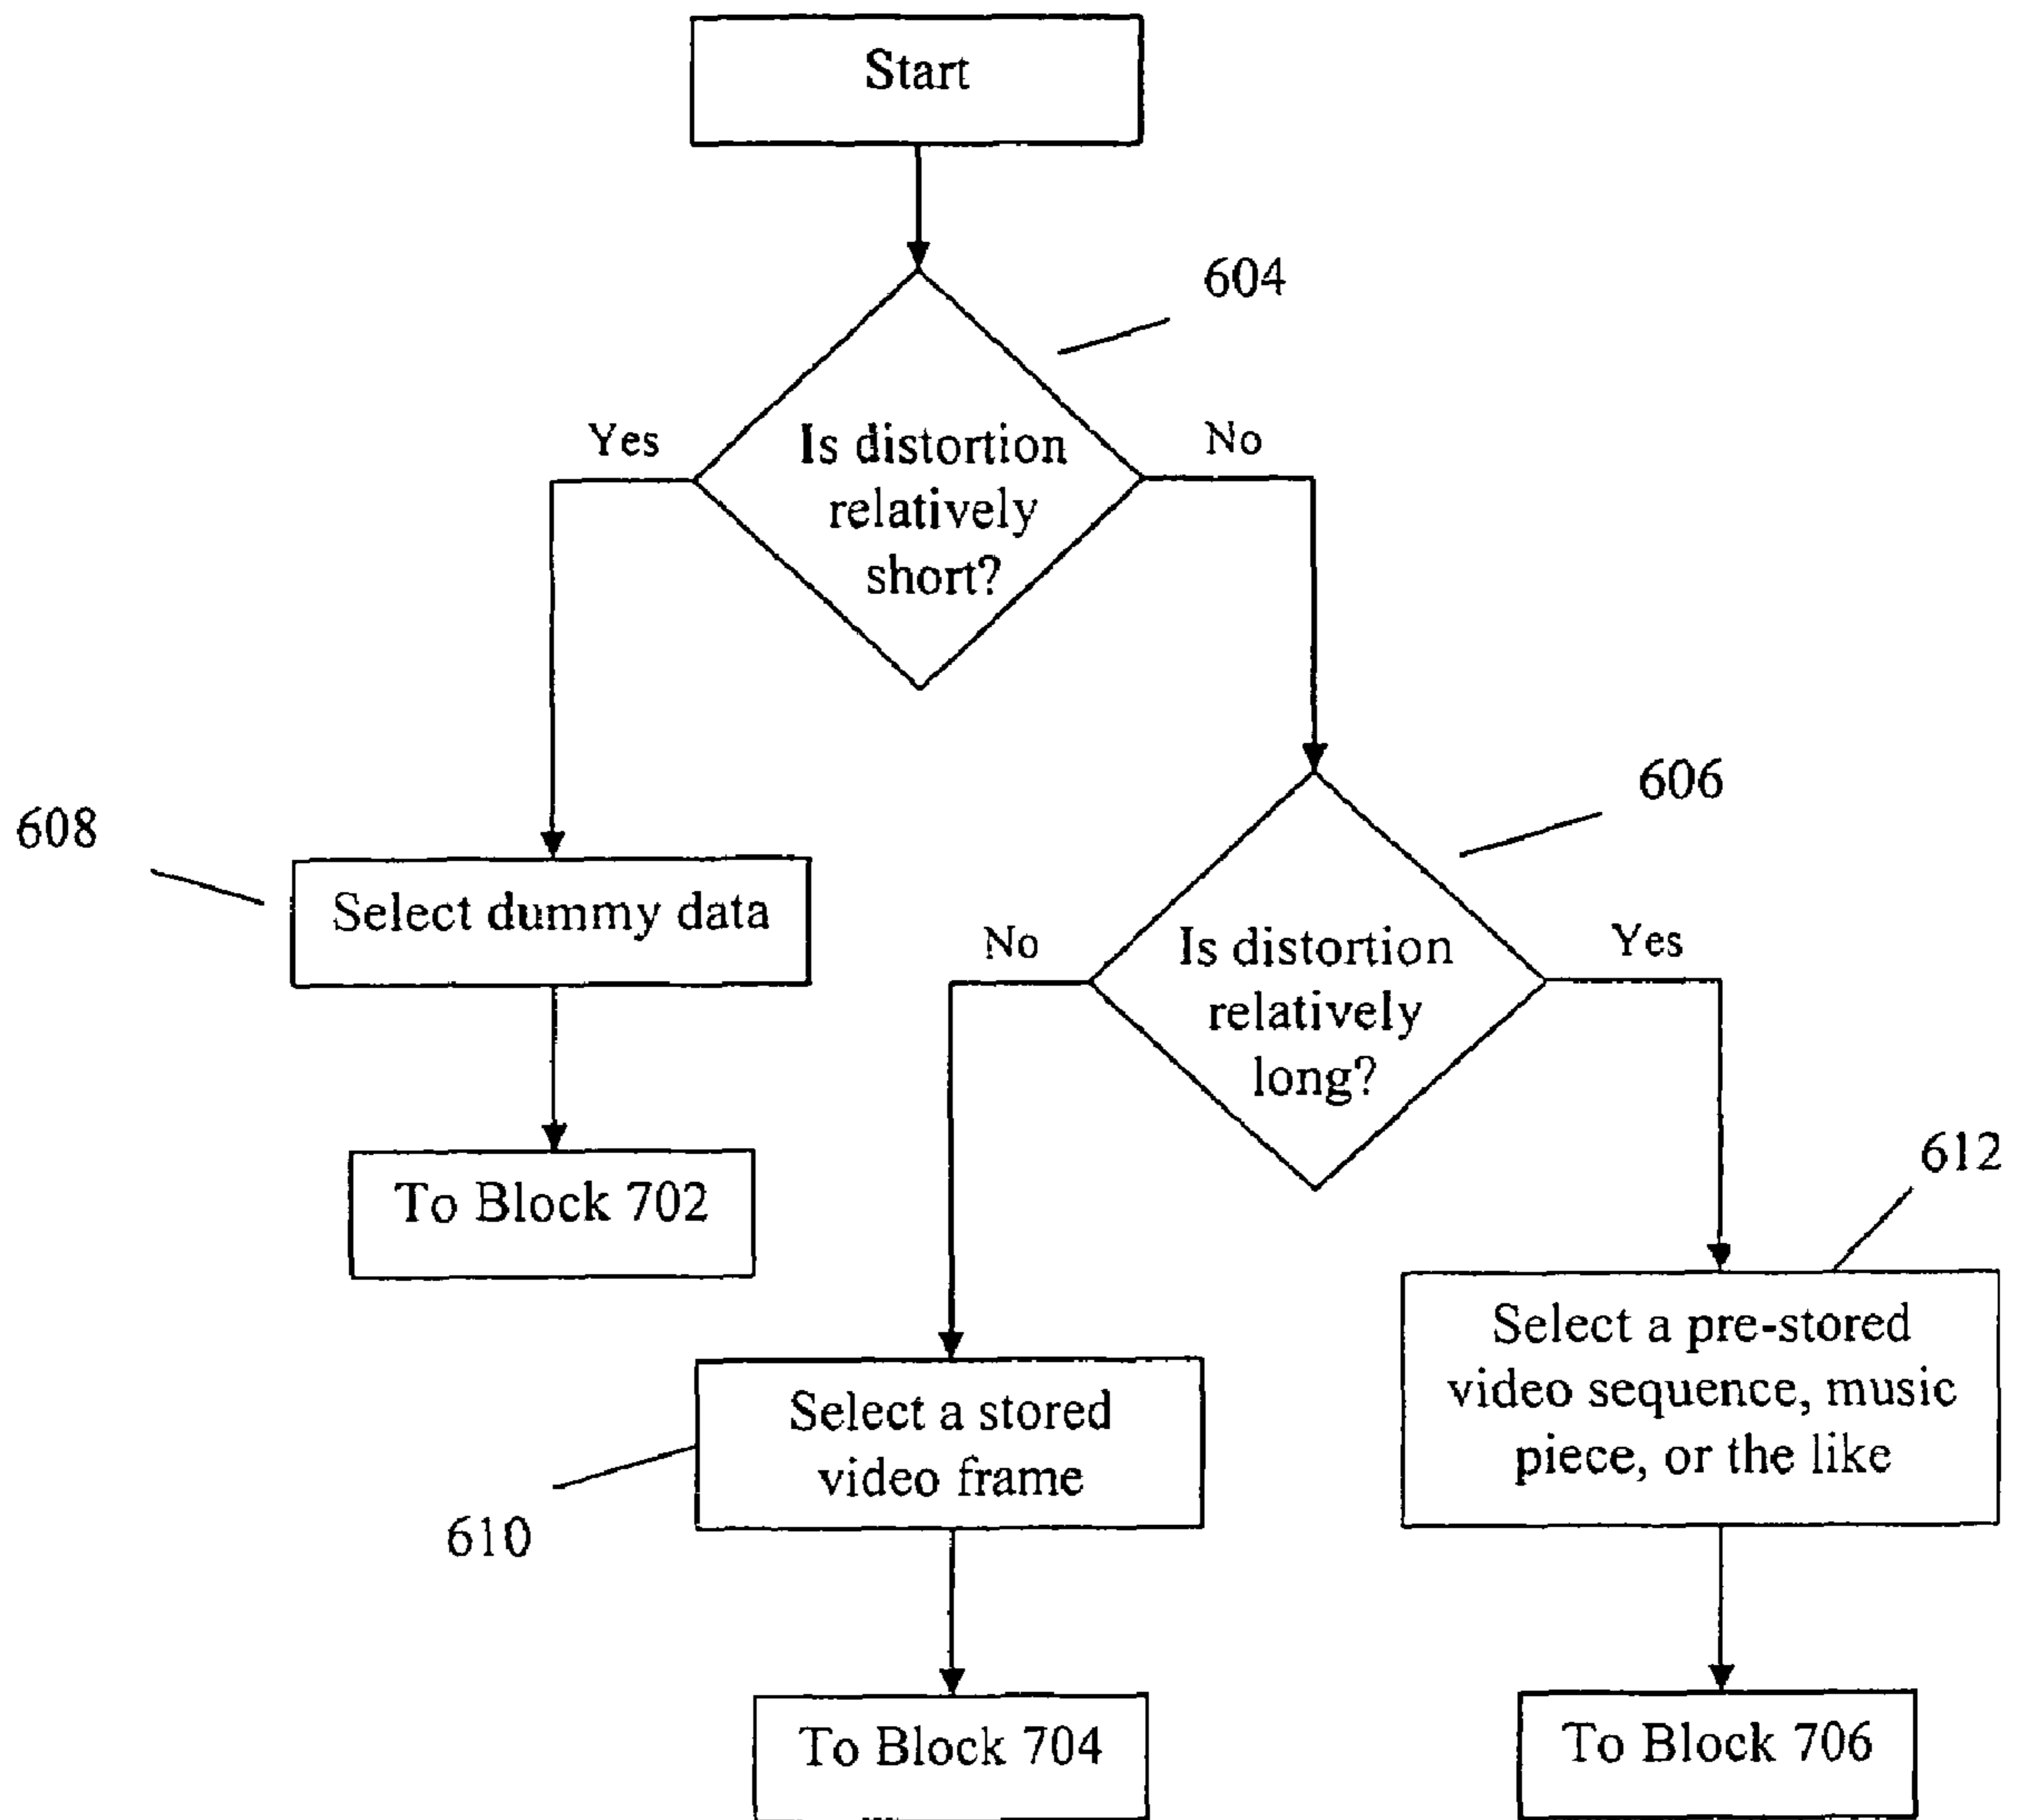 Start
604
Yes
No
Is distortion
relatively
short?
606
608
Select dummy data
No
Yes
Is distortion
relatively
long?
612
To Block 702
Select a pre-stored
video sequence, music
piece, or the like
Select a stored
video frame
610
To Block 704
To Block 706